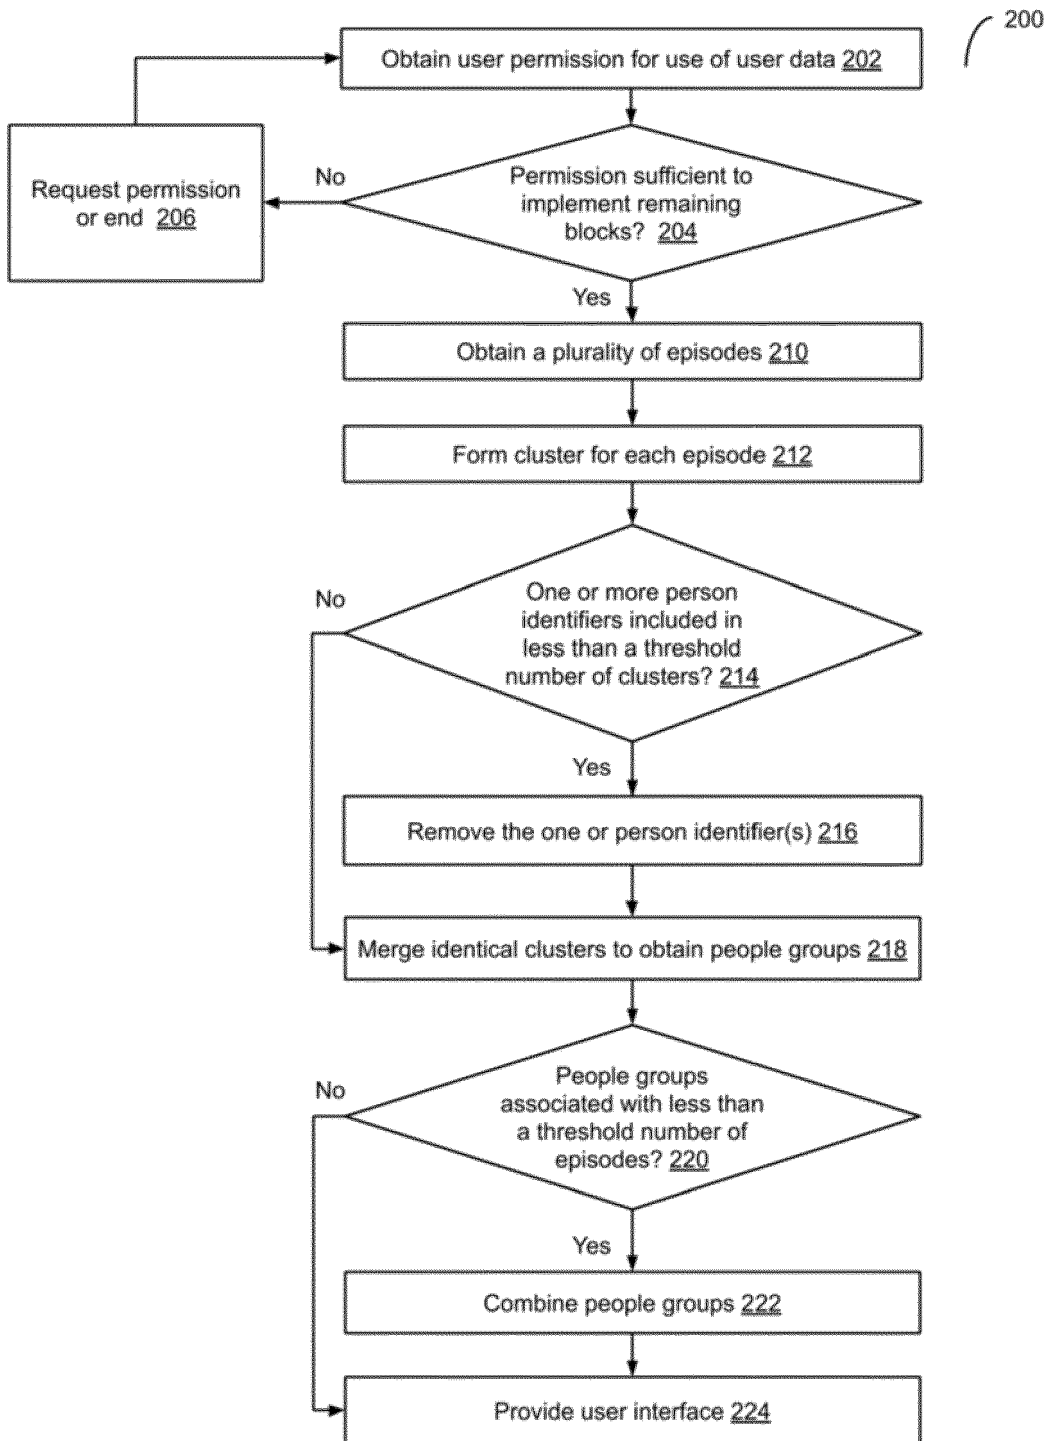 200
Obtain user permission for use of user data 202
No
Permission sufficient to
implement remaining
blocks? 204
Request permission
or end 206
Yes
Obtain a plurality of episodes 210
Form cluster for each episode 212
No
One or more person
identifiers included in
less than a threshold
number of clusters? 214
Yes
Remove the one or person identifier(s) 216
Merge identical clusters to obtain people groups 218
No
People groups
associated with less than
a threshold number of
episodes? 220
Yes
Combine people groups 222
Provide user interface 224